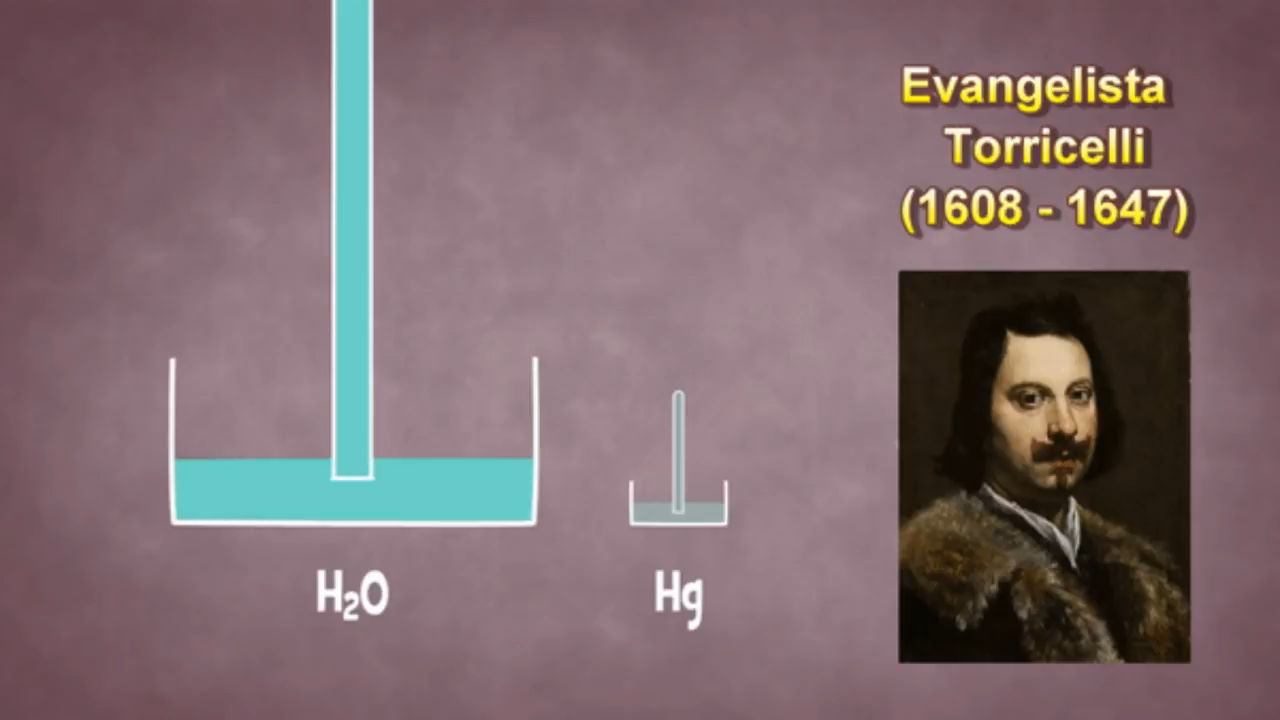 Evangelista
Torricelli
(1608 - 1647)
H₂O
Hg